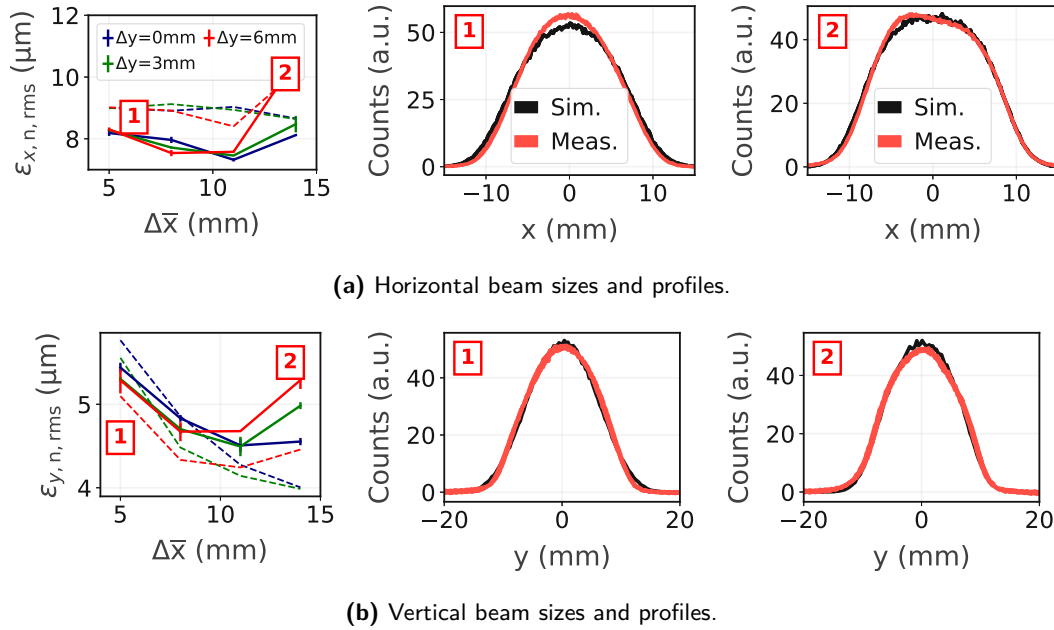 12
10
8
εx, n, rms (μm)
Δy=0mm
Δy=6mm
Δy=3mm
1
2
5
10
15
Δx̅ (mm)
50
25
0
Counts (a.u.)
1
Sim.
Meas.
−10
0
10
x (mm)
40
20
0
Counts (a.u.)
2
Sim.
Meas.
−10
0
10
x (mm)
(a) Horizontal beam sizes and profiles.
5
4
εy, n, rms (μm)
2
1
5
10
15
Δx̅ (mm)
40
20
0
Counts (a.u.)
1
−20
0
20
y (mm)
40
20
0
Counts (a.u.)
2
−20
0
20
y (mm)
(b) Vertical beam sizes and profiles.